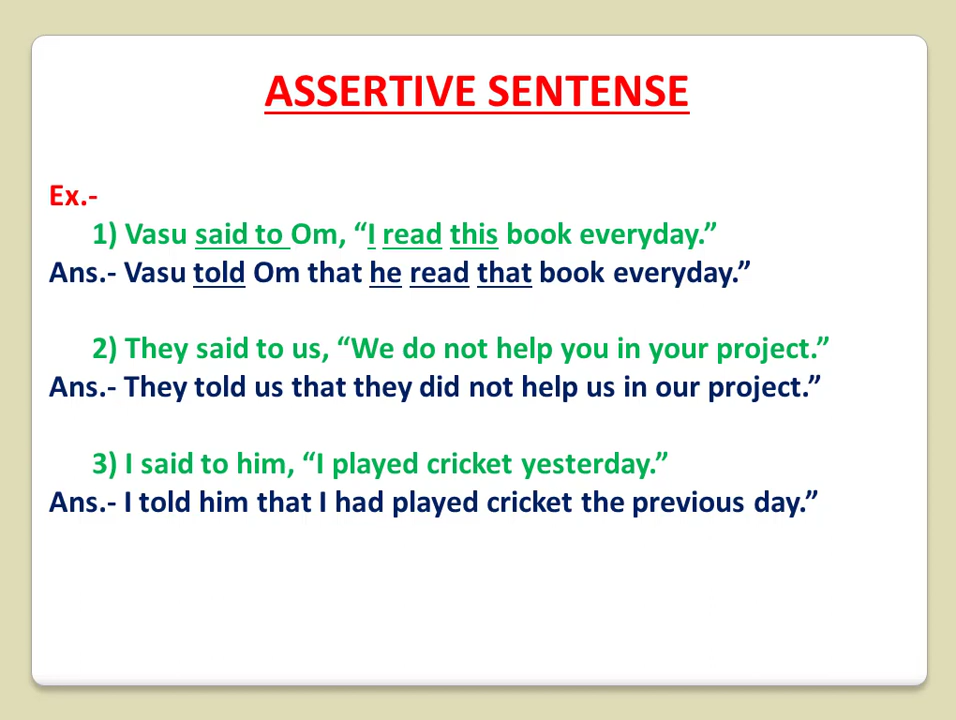 ASSERTIVE SENTENSE
Ex.-
1) Vasu said to Om, “I read this book everyday.”
Ans.- Vasu told Om that he read that book everyday.”
2) They said to us, “We do not help you in your project.”
Ans.- They told us that they did not help us in our project.”
3) I said to him, “I played cricket yesterday.”
Ans.- I told him that I had played cricket the previous day.”